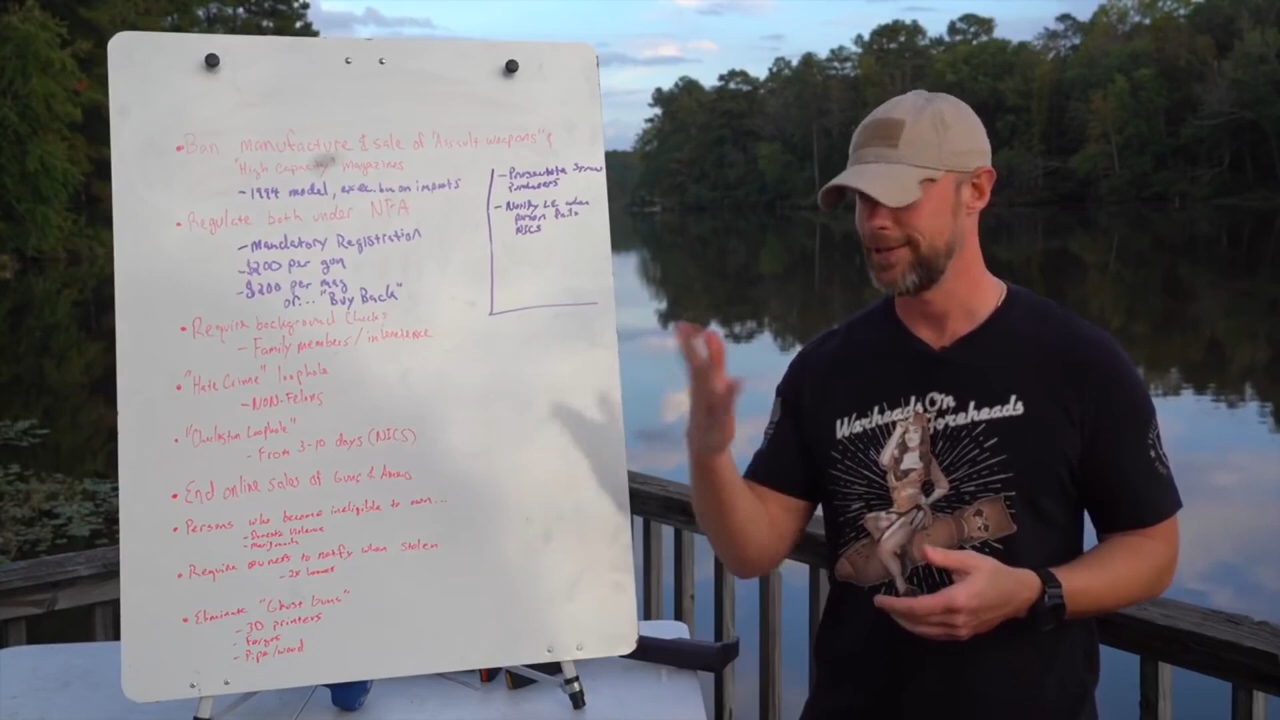 • Ban manufacture & sale of "Assault weapons" &
"High Capacity Magazines
- 1994 model, on imports
• Regulate both under NFA
- Mandatory Registration
- $200 per gun
- $200 per mag
or... "Buy Back"
• Require background checks
- Family members/
• "Hate Crime" loophole
- NON-Felons
• "Charleston Loophole"
- From 3-10 days (NICS)
• End online sales of Guns & Ammo
• Persons who become ineligible to own...
- Domestic Violence
- Marijuana
• Require owners to notify when stolen
- 2x
• Eliminate "Ghost Guns"
- 3D printers
- Forges
- Pipe/wood
- Prosecute Straw
Purchasers
- Notify LE when
person fails
NICS
Warheads On
Foreheads